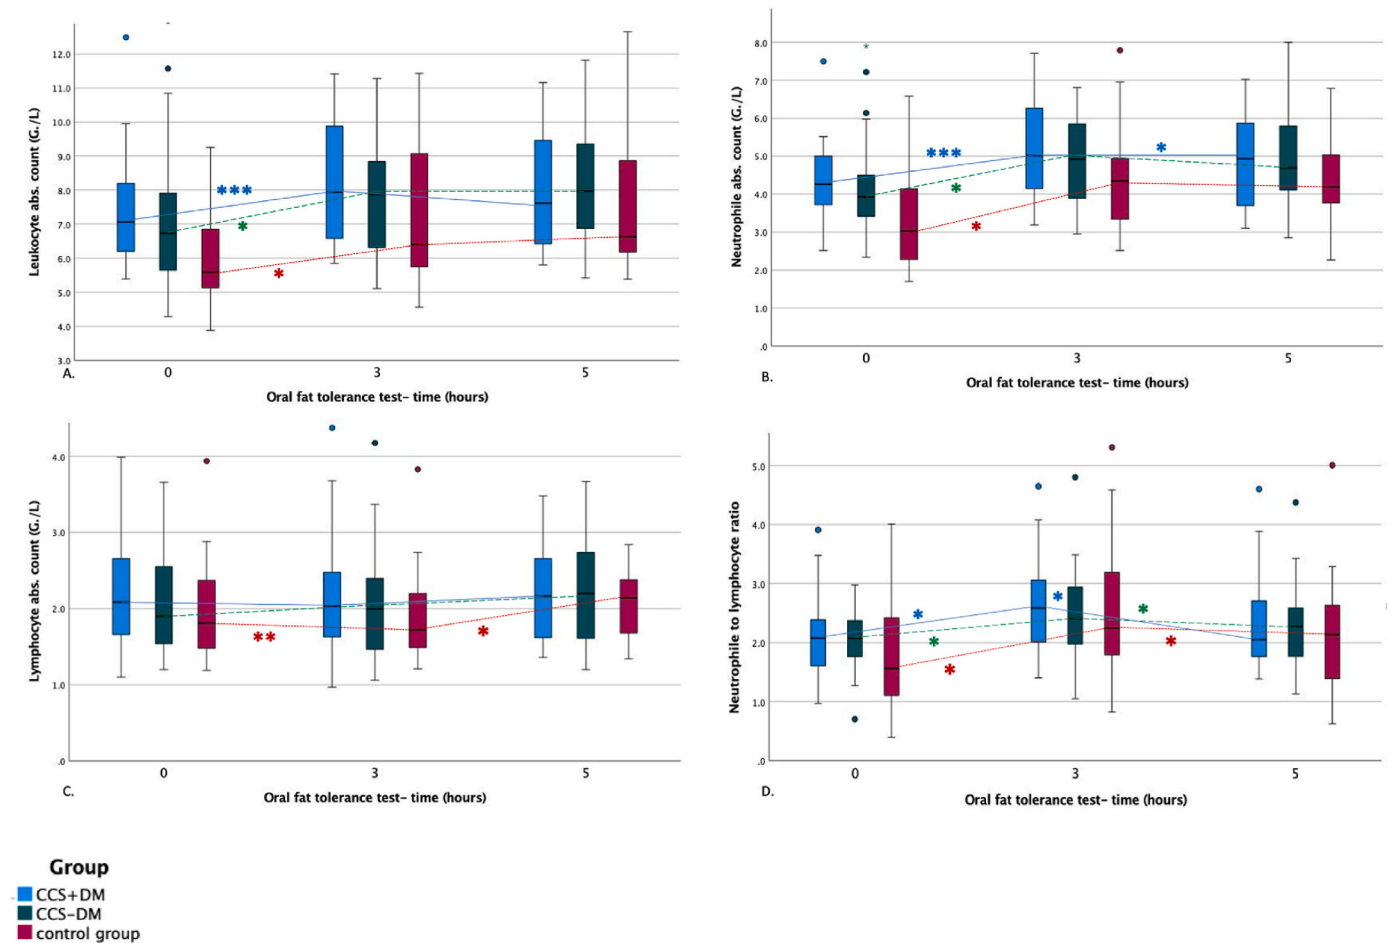 Leukocyte abs. count (G./L)
12.0
11.0
10.0
9.0
8.0
7.0
6.0
5.0
4.0
3.0
***
*
*
0 3 5
A.
Oral fat tolerance test- time (hours)
Neutrophile abs. count (G./L)
8.0
7.0
6.0
5.0
4.0
3.0
2.0
1.0
.0
*
***
*
*
*
0 3 5
B.
Oral fat tolerance test- time (hours)
Lymphocyte abs. count (G./L)
4.0
3.0
2.0
1.0
.0
**
*
0 3 5
C.
Oral fat tolerance test- time (hours)
Neutrophile to lymphocyte ratio
5.0
4.0
3.0
2.0
1.0
.0
*
*
*
*
*
*
0 3 5
D.
Oral fat tolerance test- time (hours)
Group
CCS+DM
CCS-DM
control group